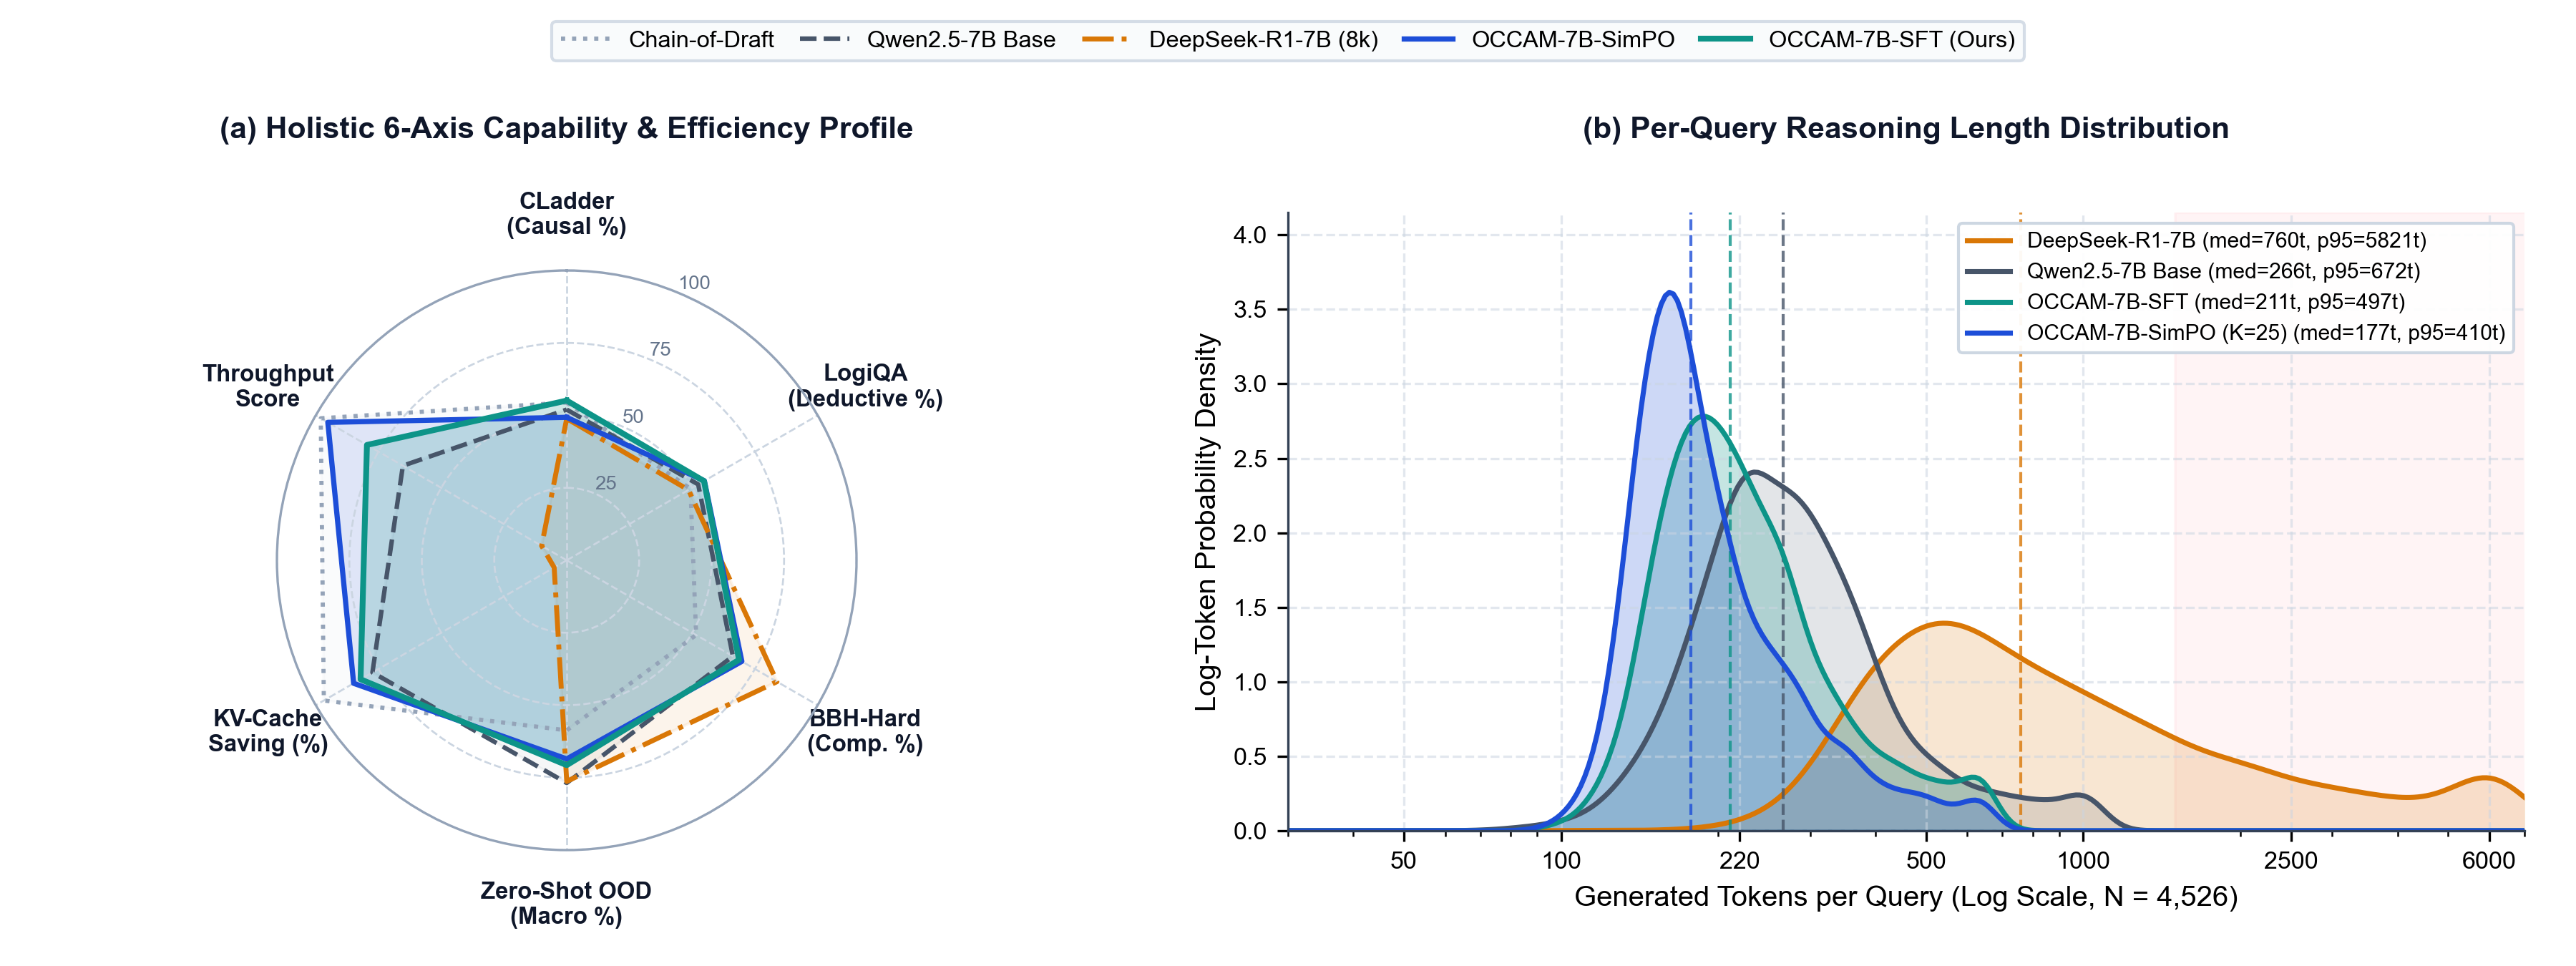 Chain-of-Draft
Qwen2.5-7B Base
DeepSeek-R1-7B (8k)
OCCAM-7B-SimPO
OCCAM-7B-SFT (Ours)
(a) Holistic 6-Axis Capability & Efficiency Profile
CLadder
(Causal %)
100
75
50
25
Throughput
Score
LogiQA
(Deductive %)
KV-Cache
Saving (%)
BBH-Hard
(Comp. %)
Zero-Shot OOD
(Macro %)
(b) Per-Query Reasoning Length Distribution
DeepSeek-R1-7B (med=760t, p95=5821t)
Qwen2.5-7B Base (med=266t, p95=672t)
OCCAM-7B-SFT (med=211t, p95=497t)
OCCAM-7B-SimPO (K=25) (med=177t, p95=410t)
Log-Token Probability Density
4.0
3.5
3.0
2.5
2.0
1.5
1.0
0.5
0.0
50
100
220
500
1000
2500
6000
Generated Tokens per Query (Log Scale, N = 4,526)